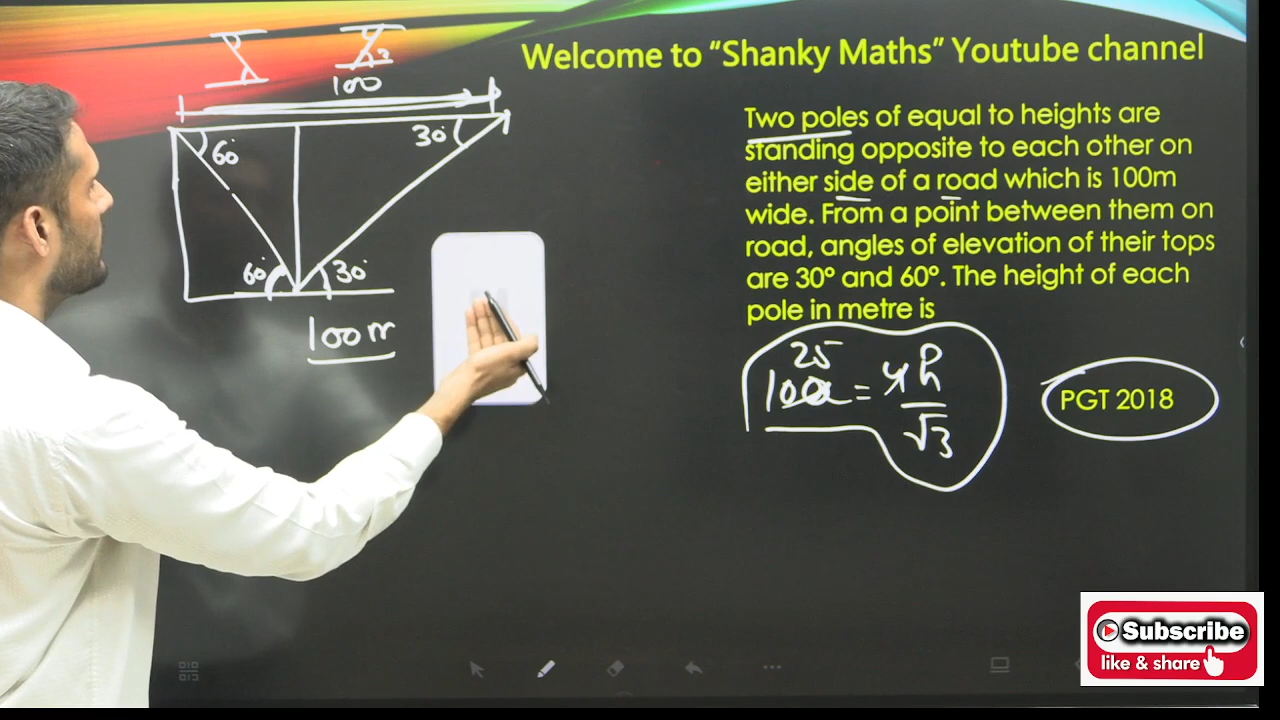 Welcome to “Shanky Maths” Youtube channel
100
60°
30°
60°
30°
100m
Two poles of equal to heights are
standing opposite to each other on
either side of a road which is 100m
wide. From a point between them on
road, angles of elevation of their tops
are 30° and 60°. The height of each
pole in metre is
25
100 = 4h
√3
PGT 2018
Subscribe
like & share